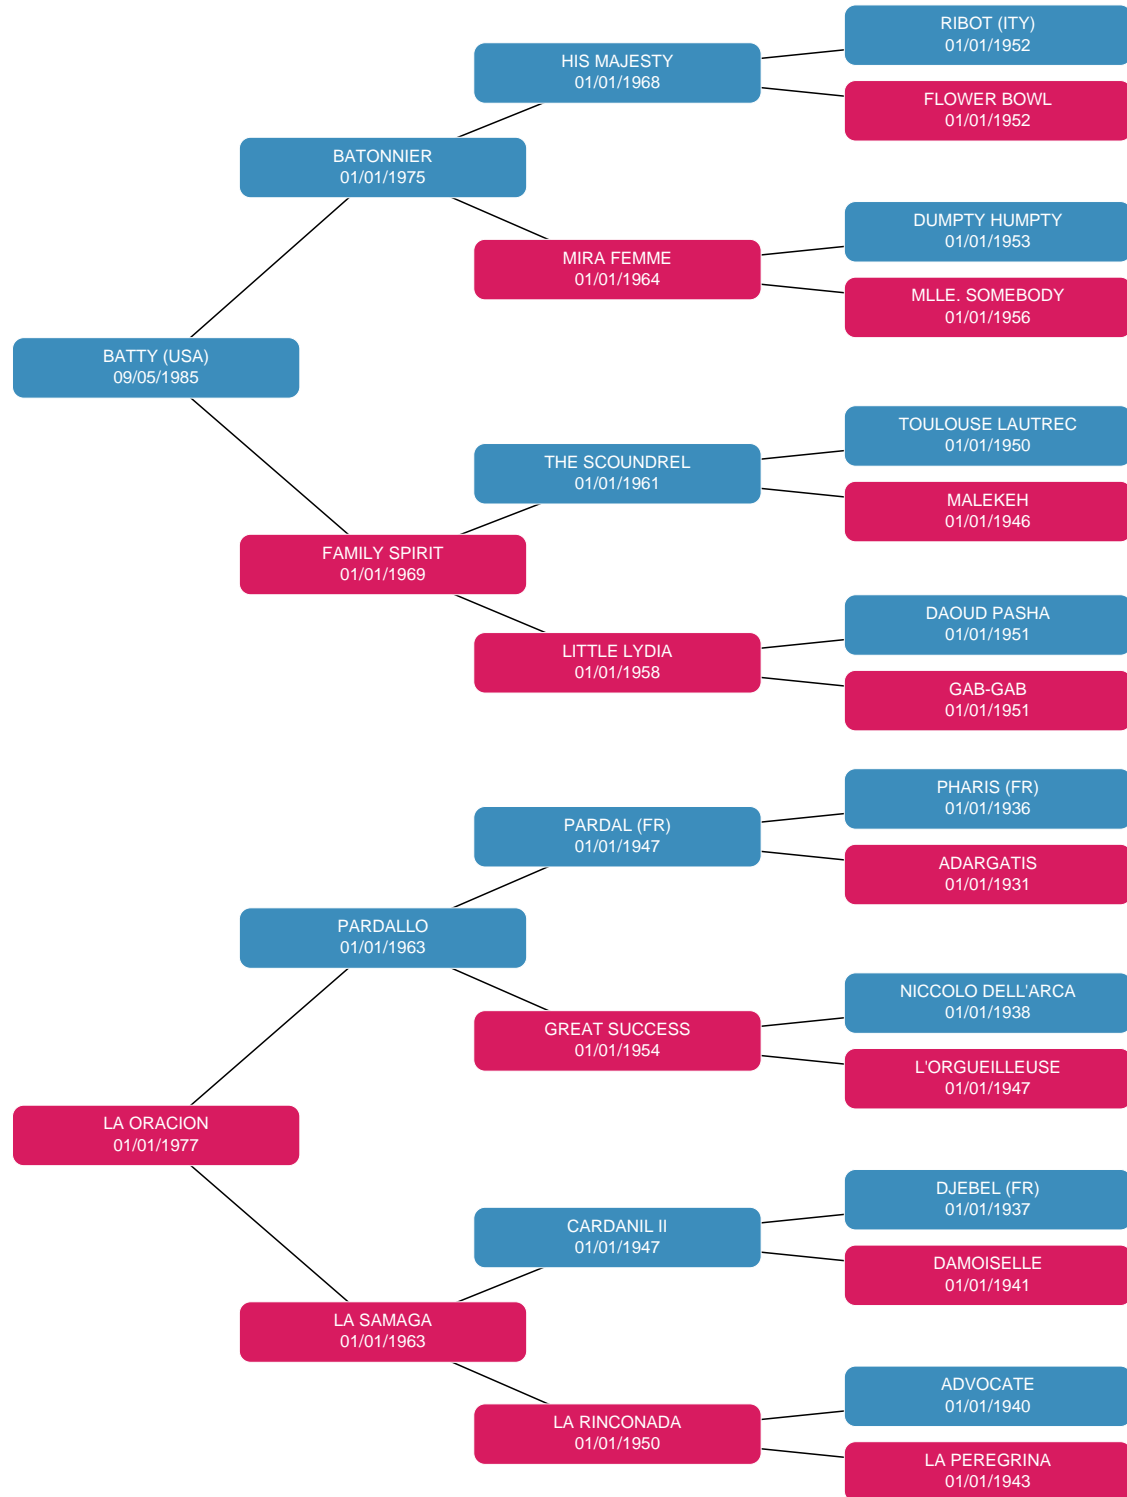 RIBOT (ITY)
01/01/1952
HIS MAJESTY
01/01/1968
FLOWER BOWL
01/01/1952
BATONNIER
01/01/1975
DUMPTY HUMPTY
01/01/1953
MIRA FEMME
01/01/1964
MLLE. SOMEBODY
01/01/1956
BATTY (USA)
09/05/1985
TOULOUSE LAUTREC
01/01/1950
THE SCOUNDREL
01/01/1961
MALEKEH
01/01/1946
FAMILY SPIRIT
01/01/1969
DAOUD PASHA
01/01/1951
LITTLE LYDIA
01/01/1958
GAB-GAB
01/01/1951
PHARIS (FR)
01/01/1936
PARDAL (FR)
01/01/1947
ADARGATIS
01/01/1931
PARDALLO
01/01/1963
NICCOLO DELL'ARCA
01/01/1938
GREAT SUCCESS
01/01/1954
L'ORGUEILLEUSE
01/01/1947
LA ORACION
01/01/1977
DJEBEL (FR)
01/01/1937
CARDANIL II
01/01/1947
DAMOISELLE
01/01/1941
LA SAMAGA
01/01/1963
ADVOCATE
01/01/1940
LA RINCONADA
01/01/1950
LA PEREGRINA
01/01/1943